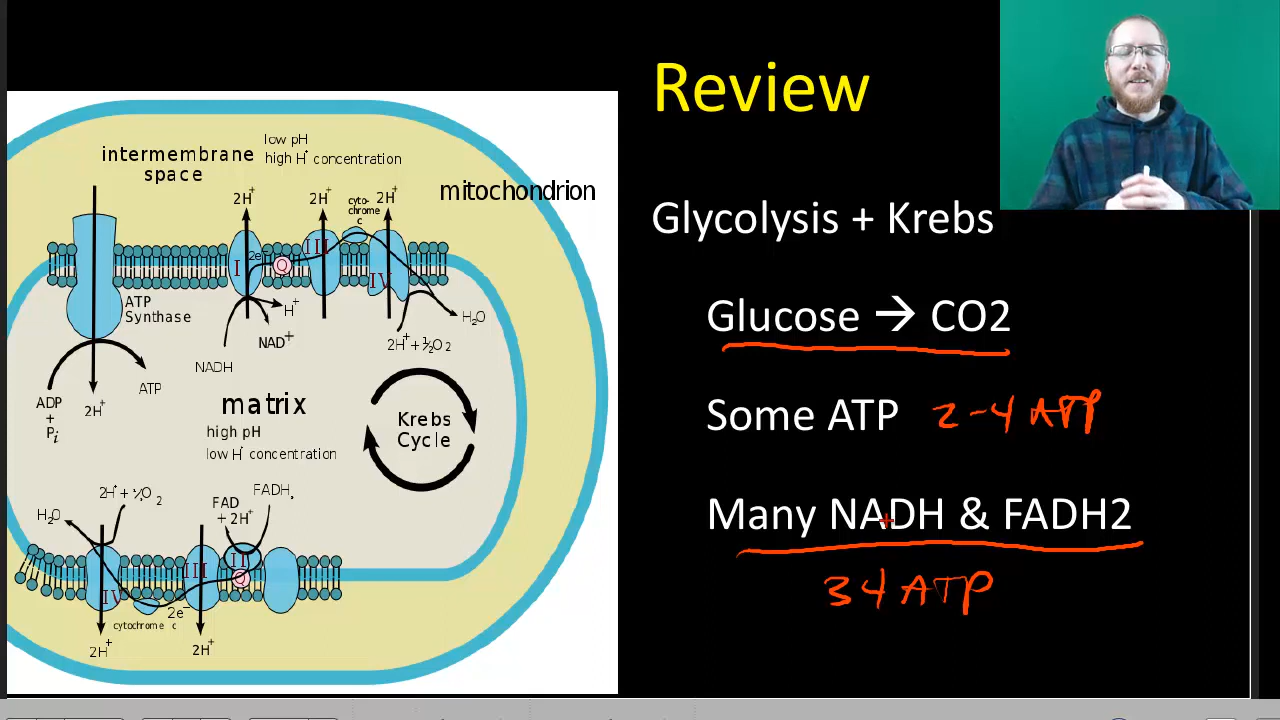 Review
Glycolysis + Krebs
Glucose → CO2
Some ATP 2-4 ATP
Many NADH & FADH2
34 ATP
intermembrane
space
low pH
high H+ concentration
mitochondrion
2H+
2H+
cyto-
chrome
c
2H+
I
2e-
Q
III
IV
ATP
Synthase
H+
NAD+
NADH
H2O
2H+ + ½O2
ADP
+
Pi
2H+
ATP
matrix
high pH
low H+ concentration
Krebs
Cycle
2H+ + ½O2
H2O
FAD
+ 2H+
FADH2
IV
III
II
Q
2e-
cytochrome c
2H+
2H+